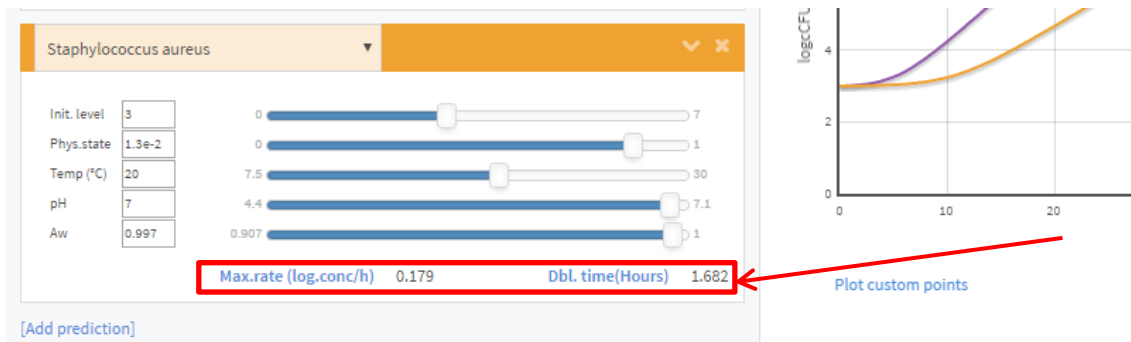 Staphylococcus aureus
Init. level 3 0 7
Phys.state 1.3e-2 0 1
Temp (°C) 20 7.5 30
pH 7 4.4 7.1
Aw 0.997 0.907 1
Max.rate (log.conc/h) 0.179 Dbl. time(Hours) 1.682
[Add prediction]
logcCFU
4
2
0
0 10 20
Plot custom points